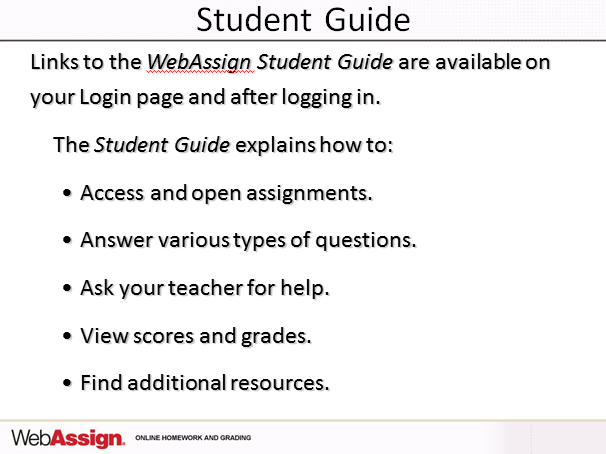 Student Guide
Links to the WebAssign Student Guide are available on
your Login page and after logging in.
The Student Guide explains how to:
• Access and open assignments.
• Answer various types of questions.
• Ask your teacher for help.
• View scores and grades.
• Find additional resources.
WebAssign. ONLINE HOMEWORK AND GRADING